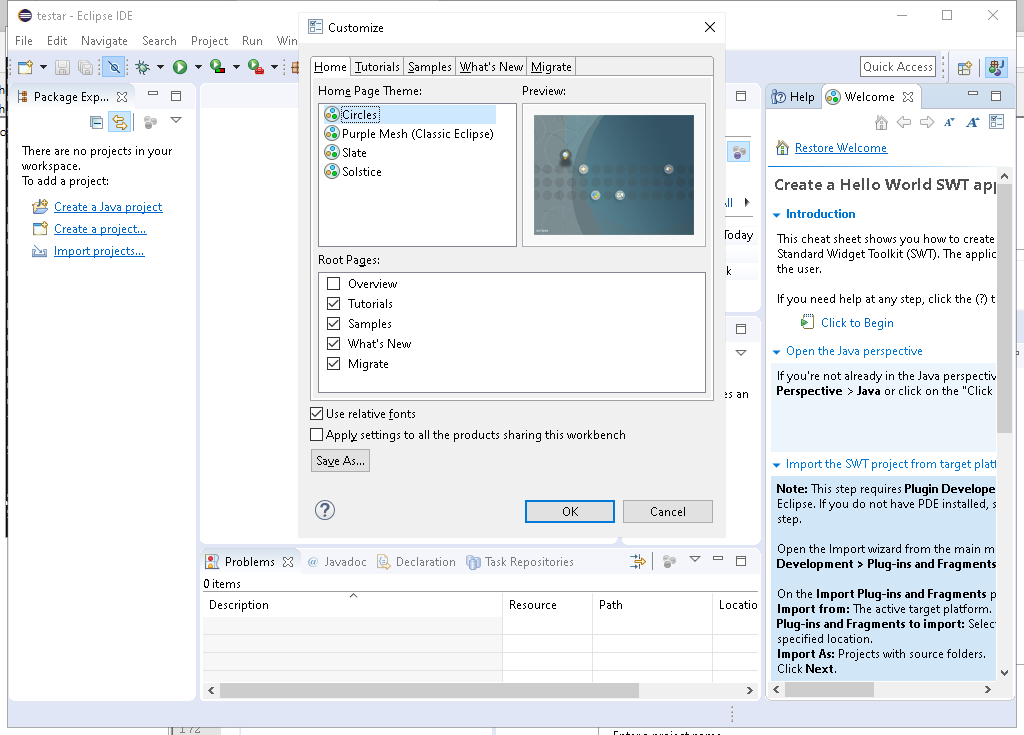 testar - Eclipse IDE
File Edit Navigate Search Project Run Win
Quick Access
Package Exp...
There are no projects in your
workspace.
To add a project:
Create a Java project
Create a project...
Import projects...
Customize
Home Tutorials Samples What's New Migrate
Home Page Theme:
Circles
Purple Mesh (Classic Eclipse)
Slate
Solstice
Preview:
Root Pages:
Overview
Tutorials
Samples
What's New
Migrate
Use relative fonts
Apply settings to all the products sharing this workbench
Save As...
OK Cancel
Today
es an
Help Welcome
Restore Welcome
Create a Hello World SWT app
Introduction
This cheat sheet shows you how to create
Standard Widget Toolkit (SWT). The applic
the user.
If you need help at any step, click the (?) t
Click to Begin
Open the Java perspective
If you're not already in the Java perspectiv
Perspective > Java or click on the "Click
Import the SWT project from target platf
Note: This step requires Plugin Develope
Eclipse. If you do not have PDE installed, s
step.
Open the Import wizard from the main m
Development > Plug-ins and Fragments
On the Import Plug-ins and Fragments p
Import from: The active target platform.
Plug-ins and Fragments to import: Select
specified location.
Import As: Projects with source folders.
Click Next.
Problems Javadoc Declaration Task Repositories
0 items
Description Resource Path Locatio
172